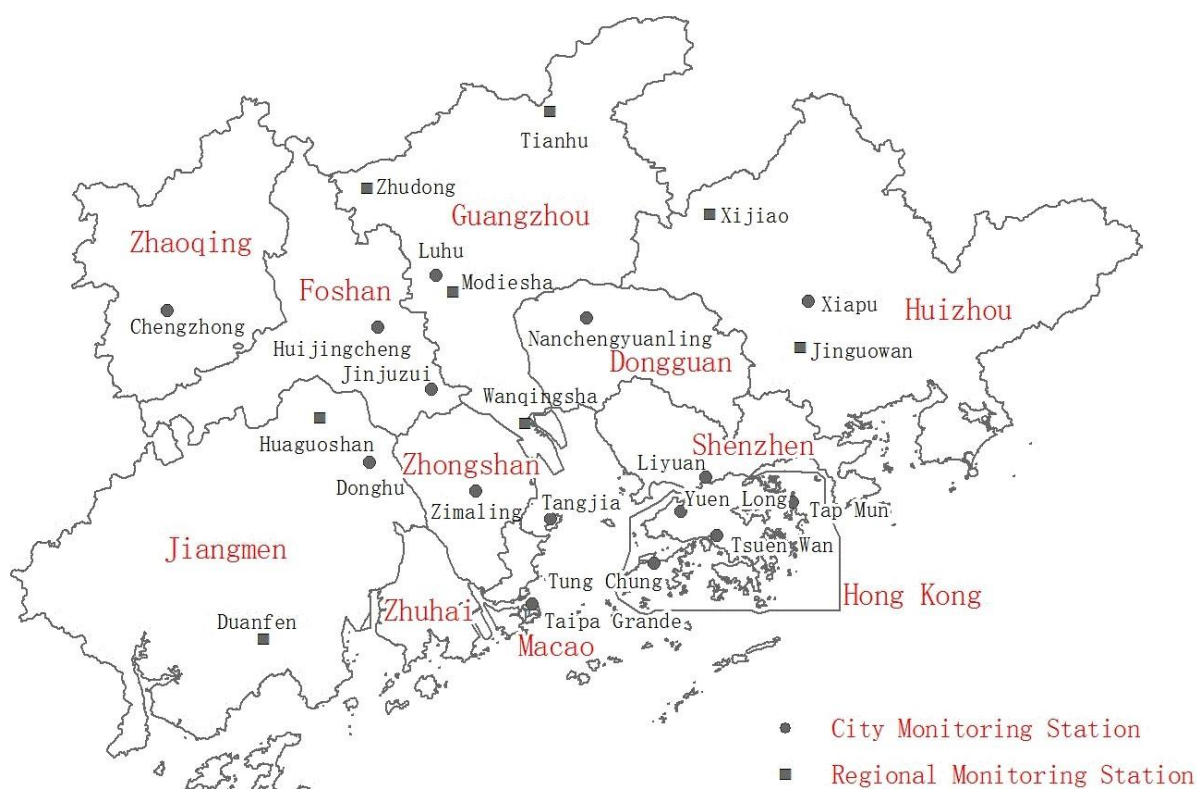 Tianhu
Zhudong
Guangzhou
Xijiao
Zhaoqing
Luhu
Modiesha
Foshan
Xiapu
Huizhou
Chengzhong
Huijingcheng
Nanchengyuanling
Dongguan
Jinguowan
Jinjuzui
Wanqingsha
Huaguoshan
Shenzhen
Zhongshan
Liyuan
Donghu
Zimaling
Tangjia
Yuen Long
Tap Mun
Jiangmen
Tsuen Wan
Tung Chung
Hong Kong
Zhuhai
Duanfen
Taipa Grande
Macao
City Monitoring Station
Regional Monitoring Station